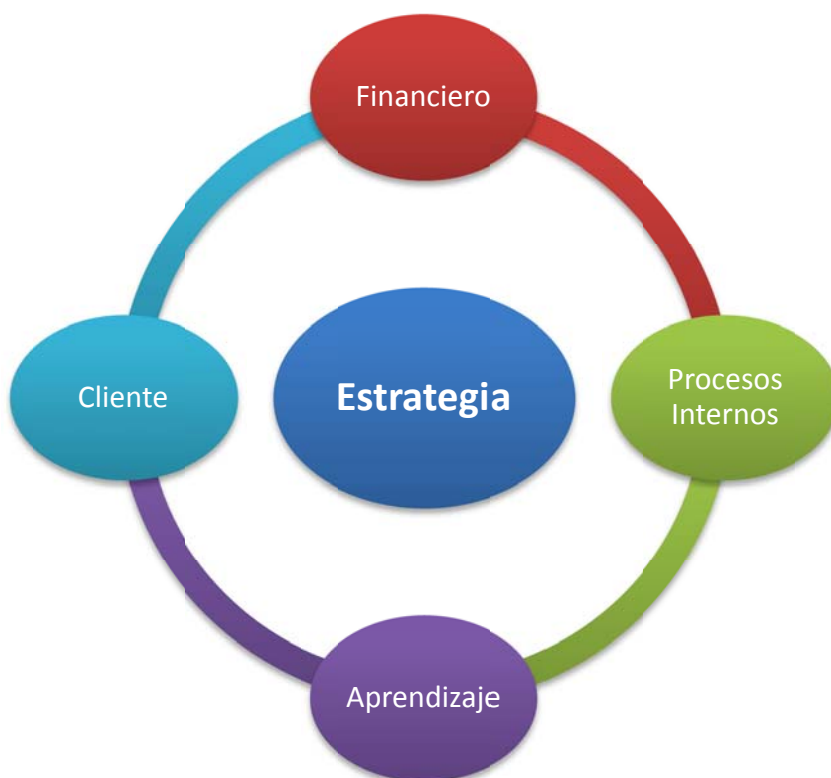 Financiero
Cliente
Estrategia
Procesos
Internos
Aprendizaje